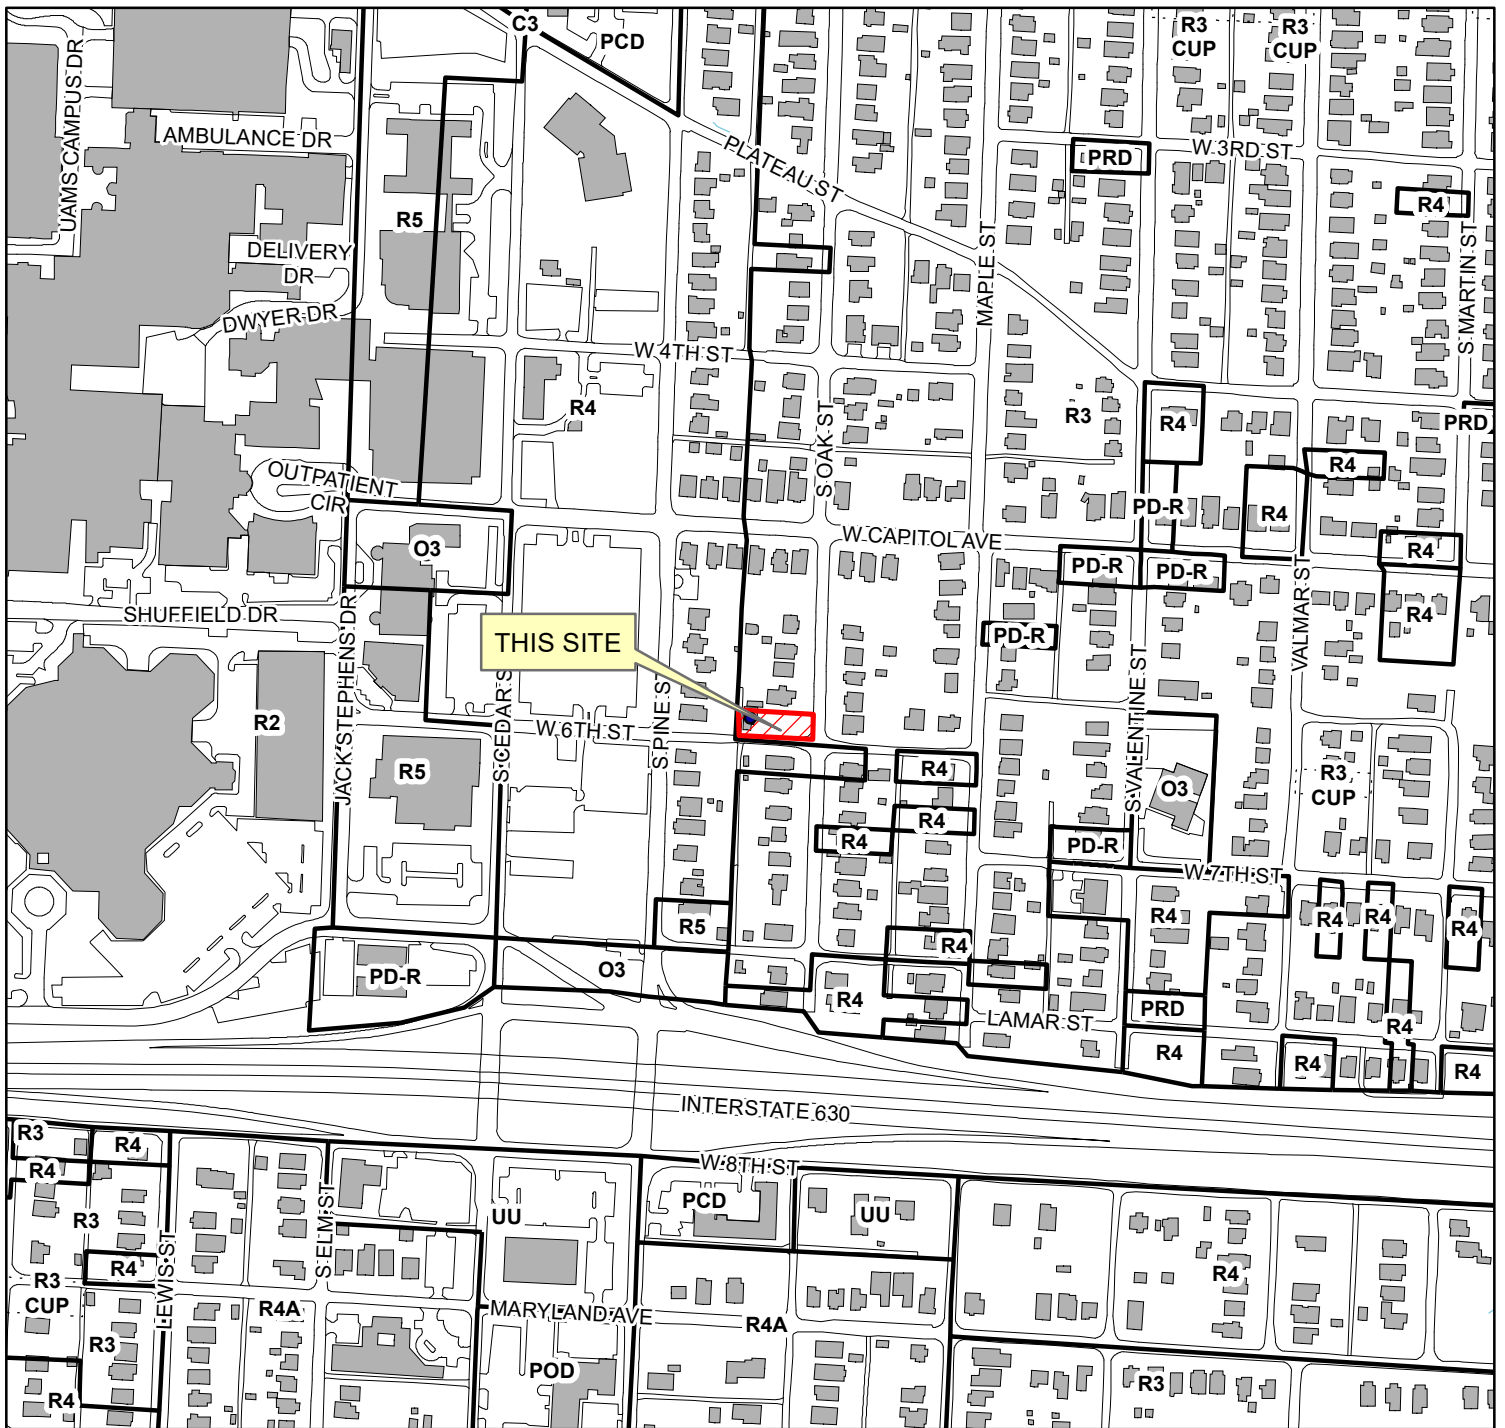 C3
PCD
R3
CUP
R3
CUP
UAMS CAMPUS DR
AMBULANCE DR
PLATEAU ST
PRD
W 3RD ST
R4
R5
DELIVERY
DR
DWYER DR
MAPLE ST
S MARTIN ST
W 4TH ST
R4
S OAK ST
R3
R4
PRD
R4
OUTPATIENT
CIR
PD-R
R4
O3
W CAPITOL AVE
R4
PD-R
PD-R
SHUFFIELD DR
R4
THIS SITE
PD-R
VALMAR ST
JACK STEPHENS DR
S CEDAR S
S PINE S
S VALENTINE ST
R2
W 6TH ST
R5
R4
O3
R3
CUP
R4
R4
PD-R
W 7TH ST
R5
R4
R4
R4
R4
R4
PD-R
O3
R4
PRD
LAMAR ST
R4
R4
R4
R4
INTERSTATE 630
R3
R4
R4
W 8TH ST
PCD
UU
UU
R3
S ELM ST
LEWIS ST
R4
R4
R3
CUP
R4A
MARYLAND AVE
R4A
R3
POD
R3
R4